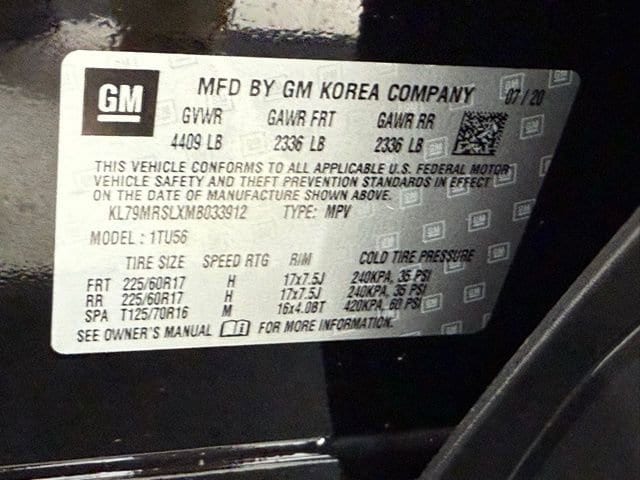 GM MFD BY GM KOREA COMPANY 07/20
GVWR GAWR FRT GAWR RR
4409 LB 2336 LB 2336 LB
THIS VEHICLE CONFORMS TO ALL APPLICABLE U.S. FEDERAL MOTOR
VEHICLE SAFETY AND THEFT PREVENTION STANDARDS IN EFFECT
ON THE DATE OF MANUFACTURE SHOWN ABOVE.
KL79MRSLXMB033912 TYPE: MPV
MODEL: 1TU56
TIRE SIZE SPEED RTG RIM COLD TIRE PRESSURE
FRT 225/60R17 H 17x7.5J 240KPA, 35 PSI
RR 225/60R17 H 17x7.5J 240KPA, 35 PSI
SPA T125/70R16 M 16x4.0BT 420KPA, 60 PSI
SEE OWNER'S MANUAL FOR MORE INFORMATION.